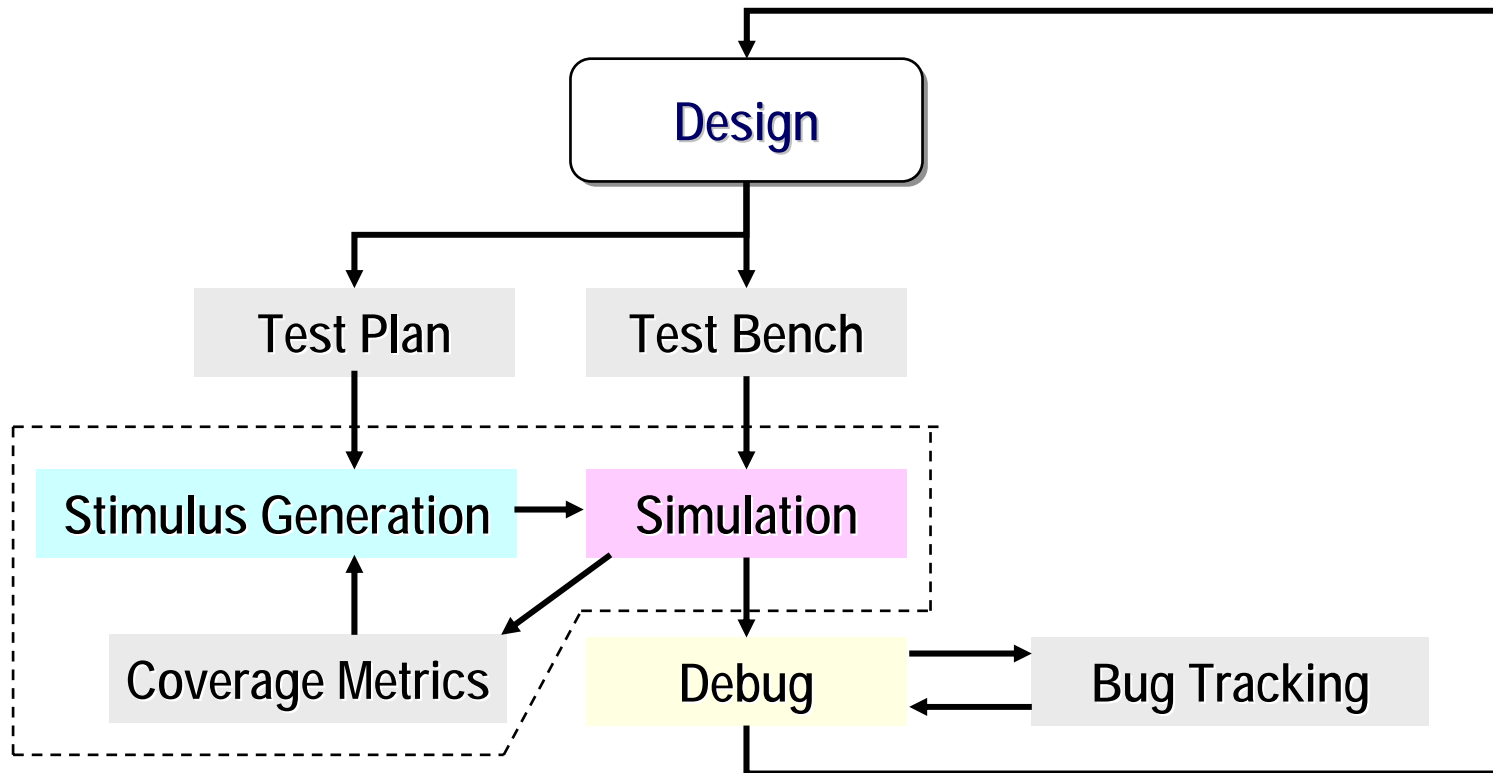 Design
Test Plan
Test Bench
Stimulus Generation
Simulation
Coverage Metrics
Debug
Bug Tracking